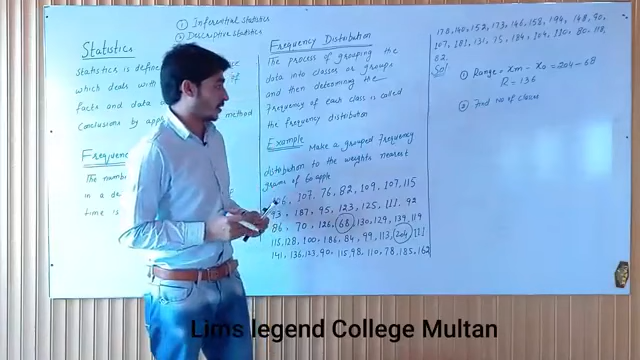 ① Inferential Statistics
② Descriptive Statistics
Statistics
Statistics is
which deals with
facts and data
Conclusions by method
The
in a
time is
Frequency Distribution
The process of grouping the
data into classes or groups
and then determing the
Frequency of each class is called
the frequency distribution
Example Make a grouped Frequency
distribution to the weights nearest
grams of 60 apple
107, 76, 82, 109, 107, 115
93, 187, 95, 123, 125, 111, 92
86, 70, 126, 68, 130, 129, 139, 119
115, 128, 100, 186, 84, 99, 113, 204, 111
141, 136, 123, 90, 115, 98, 110, 78, 185, 162
178, 140, 152, 173, 146, 158, 194, 148, 90,
107, 181, 131, 75, 184, 104, 110, 80, 118,
82.
Sol
① Range = xm - x0 = 204 - 68
R = 136
② Find no of classes
Lims legend College Multan